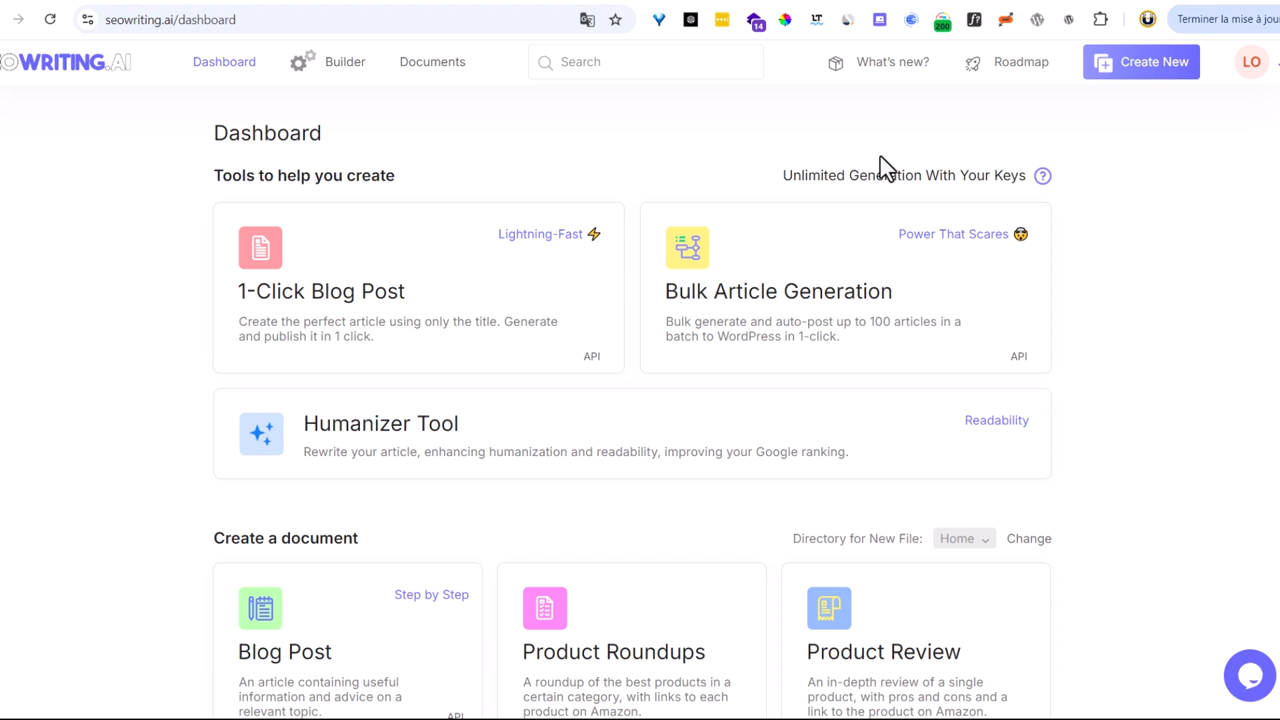 seowriting.ai/dashboard
14
200
Terminer la mise à jour
OWRITING.AI
Dashboard
Builder
Documents
Search
What's new?
Roadmap
Create New
LO
Dashboard
Tools to help you create
Unlimited Generation With Your Keys
?
Lightning-Fast
1-Click Blog Post
Create the perfect article using only the title. Generate
and publish it in 1 click.
API
Power That Scares
Bulk Article Generation
Bulk generate and auto-post up to 100 articles in a
batch to WordPress in 1-click.
API
Humanizer Tool
Readability
Rewrite your article, enhancing humanization and readability, improving your Google ranking.
Create a document
Directory for New File:
Home
Change
Step by Step
Blog Post
An article containing useful
information and advice on a
relevant topic.
API
Product Roundups
A roundup of the best products in a
certain category, with links to each
product on Amazon.
Product Review
An in-depth review of a single
product, with pros and cons and a
link to the product on Amazon.